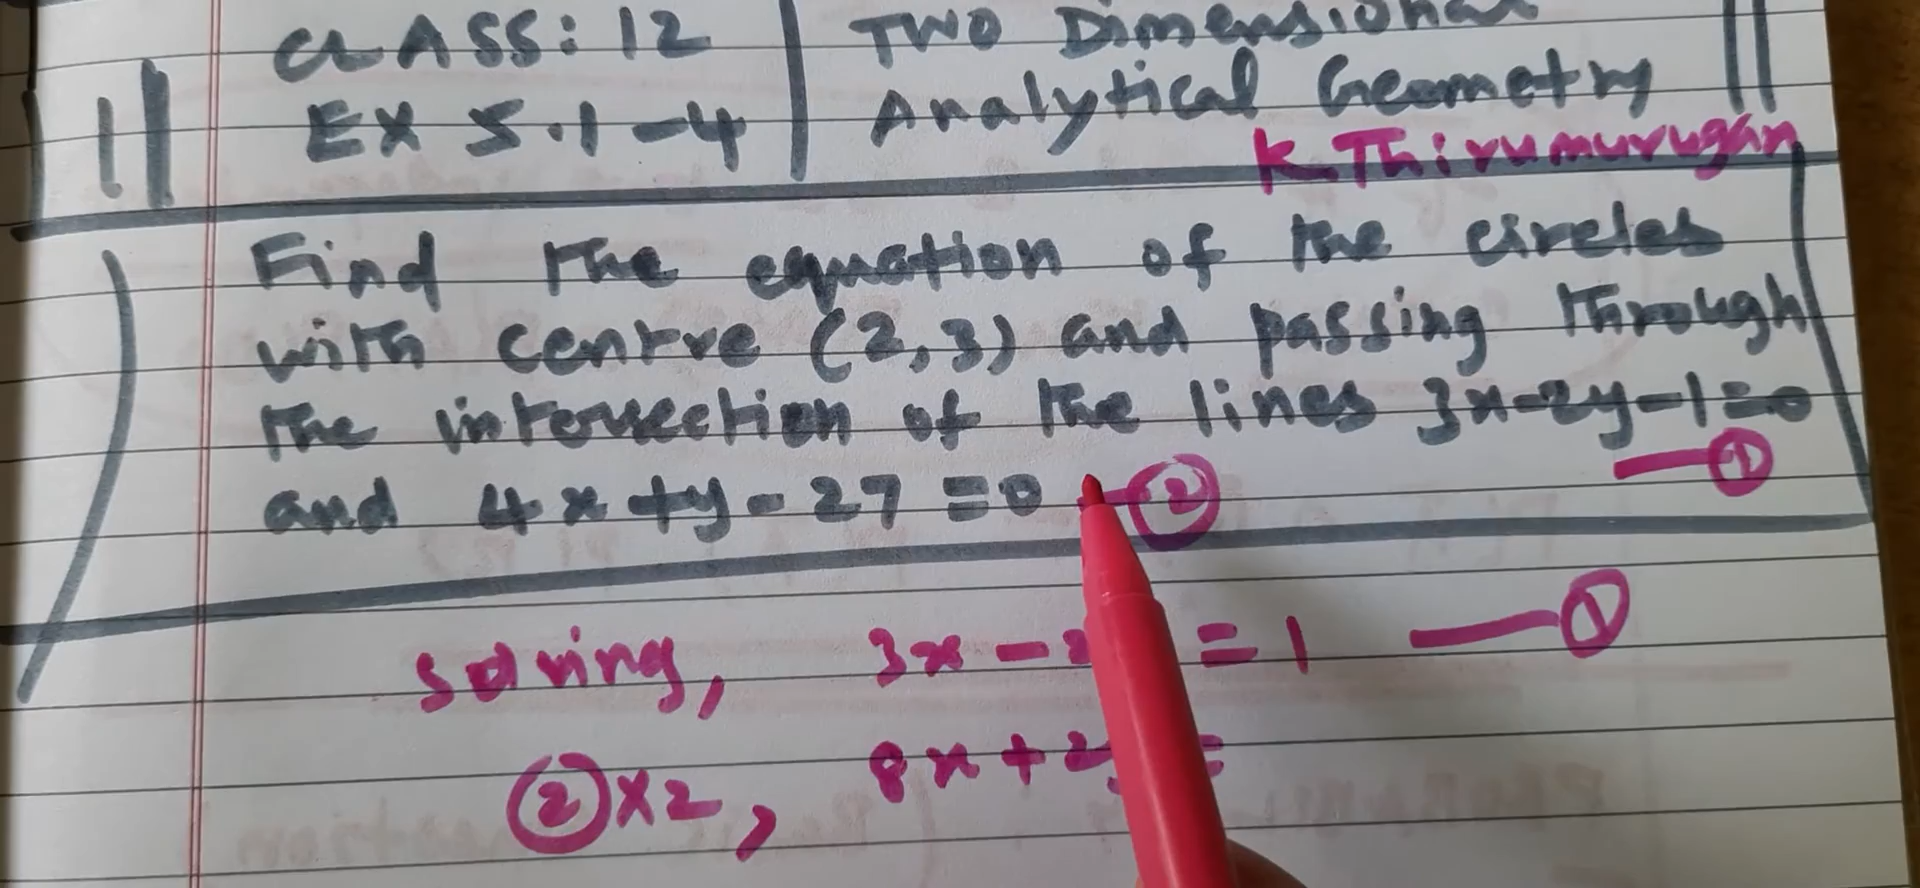 CLASS: 12
EX 5.1-4
TWO Dimensional
Analytical Geometry
K. Thirumurugan
Find the equation of the circles
with centre (2,3) and passing through
the intersection of the lines 3x-2y-1=0
①
and 4x+y-27=0 -②
solving, 3x - 2 = 1 — ①
②x2, 8x+2y =